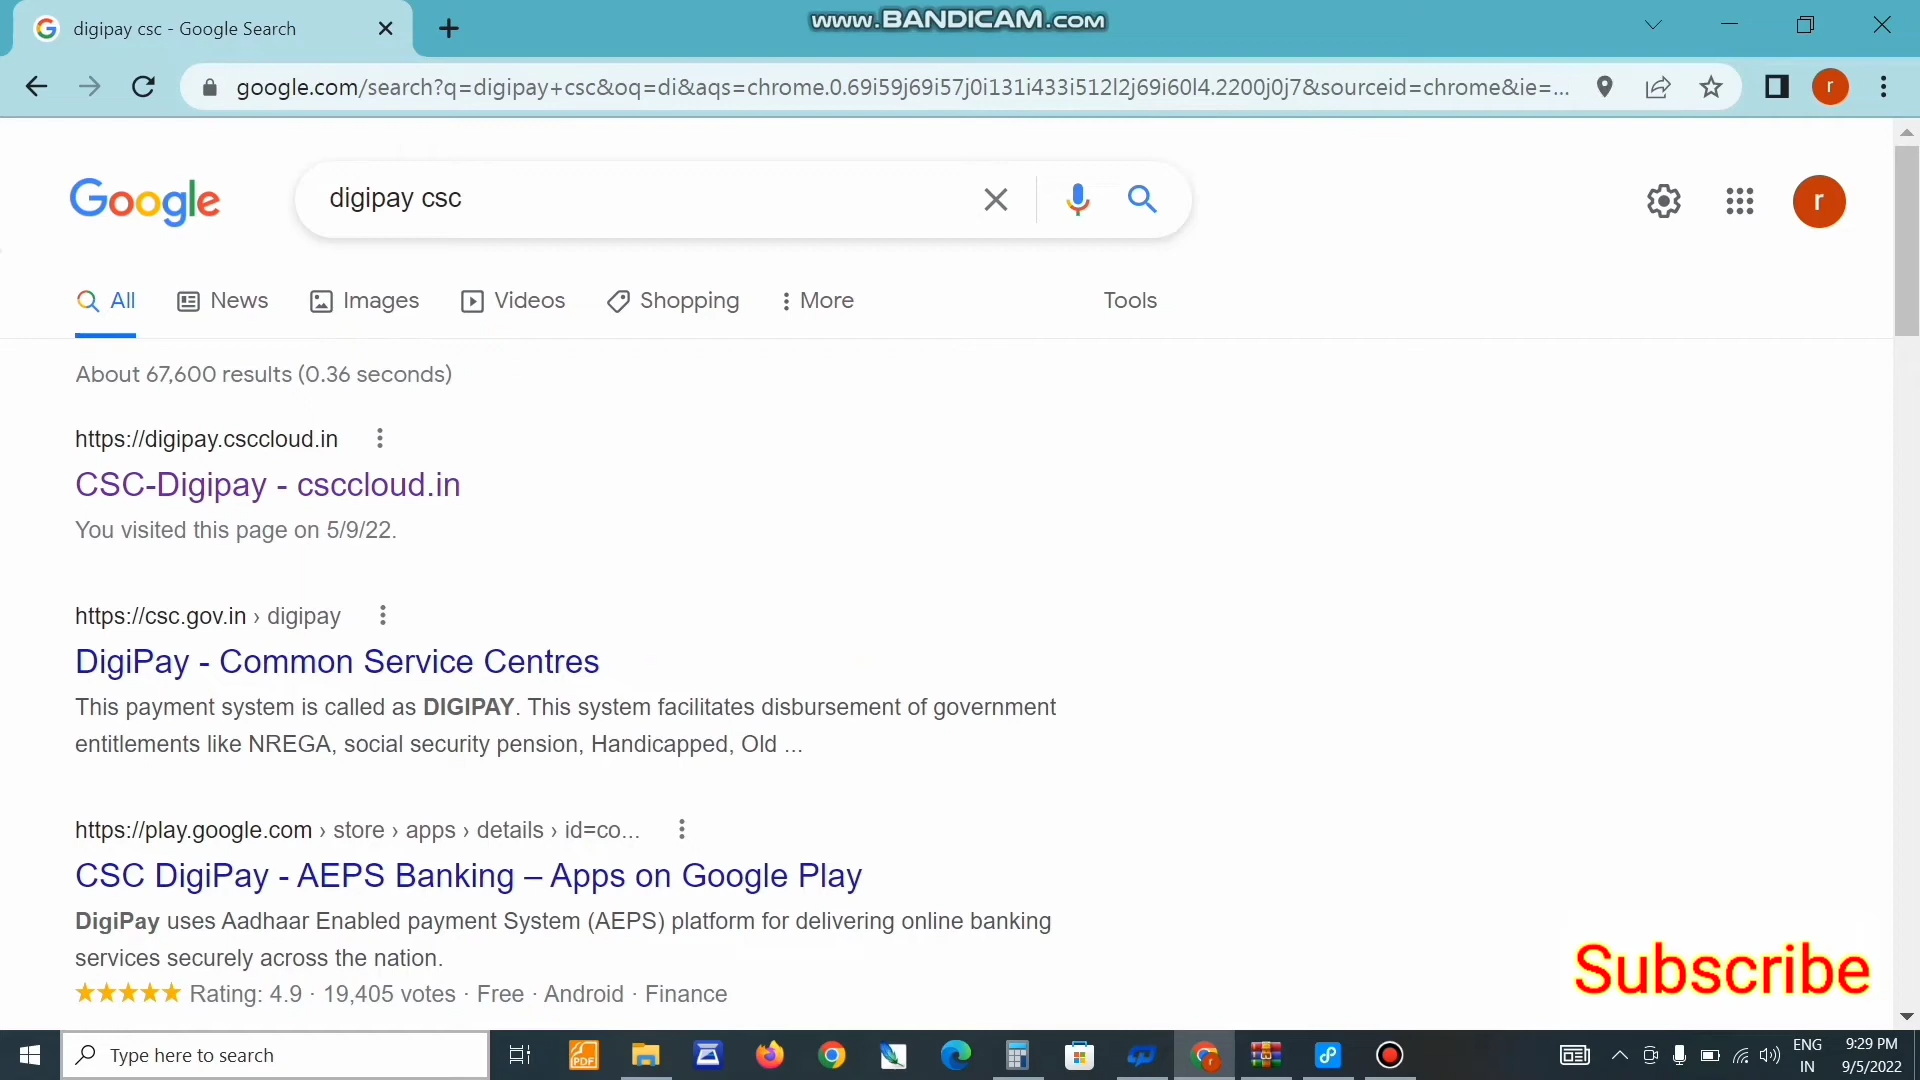 digipay csc - Google Search
www.BANDICAM.com
google.com/search?q=digipay+csc&oq=di&aqs=chrome.0.69i59j69i57j0i131i433i512l2j69i60l4.2200j0j7&sourceid=chrome&ie=...
r
Google
digipay csc
r
All
News
Images
Videos
Shopping
More
Tools
About 67,600 results (0.36 seconds)
https://digipay.csccloud.in
CSC-Digipay - csccloud.in
You visited this page on 5/9/22.
https://csc.gov.in › digipay
DigiPay - Common Service Centres
This payment system is called as DIGIPAY. This system facilitates disbursement of government
entitlements like NREGA, social security pension, Handicapped, Old ...
https://play.google.com › store › apps › details › id=co...
CSC DigiPay - AEPS Banking – Apps on Google Play
DigiPay uses Aadhaar Enabled payment System (AEPS) platform for delivering online banking
services securely across the nation.
Rating: 4.9 · 19,405 votes · Free · Android · Finance
Subscribe
Type here to search
PDF
ENG
IN
9:29 PM
9/5/2022